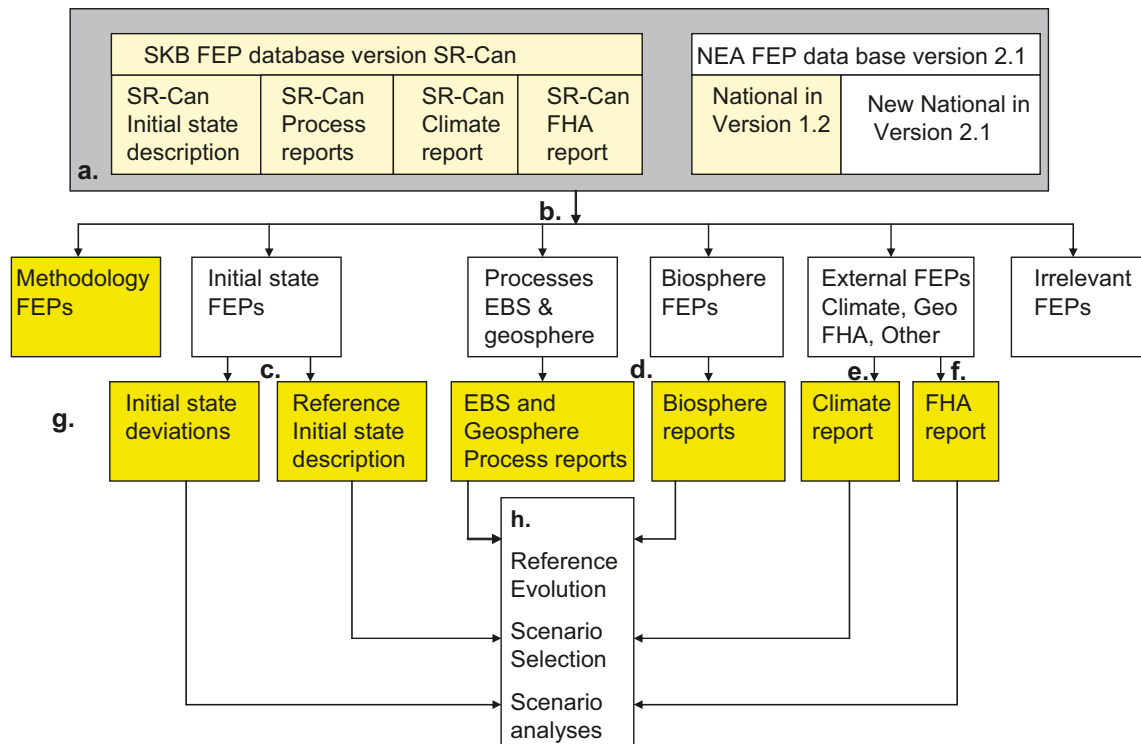 SKB FEP database version SR-Can
SR-Can
Initial state
description
SR-Can
Process
reports
SR-Can
Climate
report
SR-Can
FHA
report
NEA FEP data base version 2.1
National in
Version 1.2
New National in
Version 2.1
a.
b.
Methodology
FEPs
Initial state
FEPs
Processes
EBS &
geosphere
Biosphere
FEPs
External FEPs
Climate, Geo
FHA, Other
Irrelevant
FEPs
c.
d.
e.
f.
g.
Initial state
deviations
Reference
Initial state
description
EBS and
Geosphere
Process reports
Biosphere
reports
Climate
report
FHA
report
h.
Reference
Evolution
Scenario
Selection
Scenario
analyses